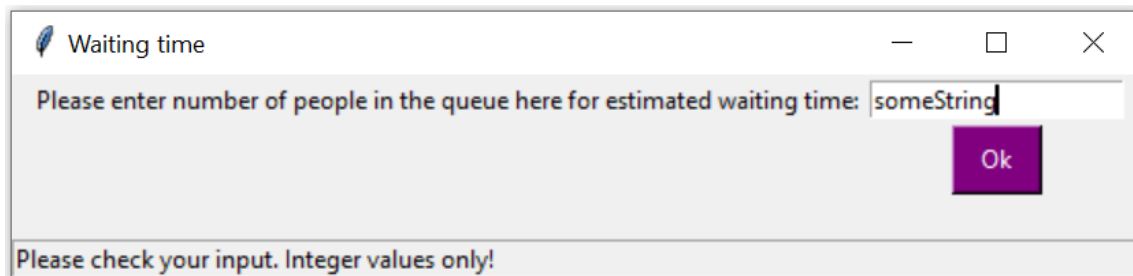 Waiting time
Please enter number of people in the queue here for estimated waiting time: someString
Ok
Please check your input. Integer values only!